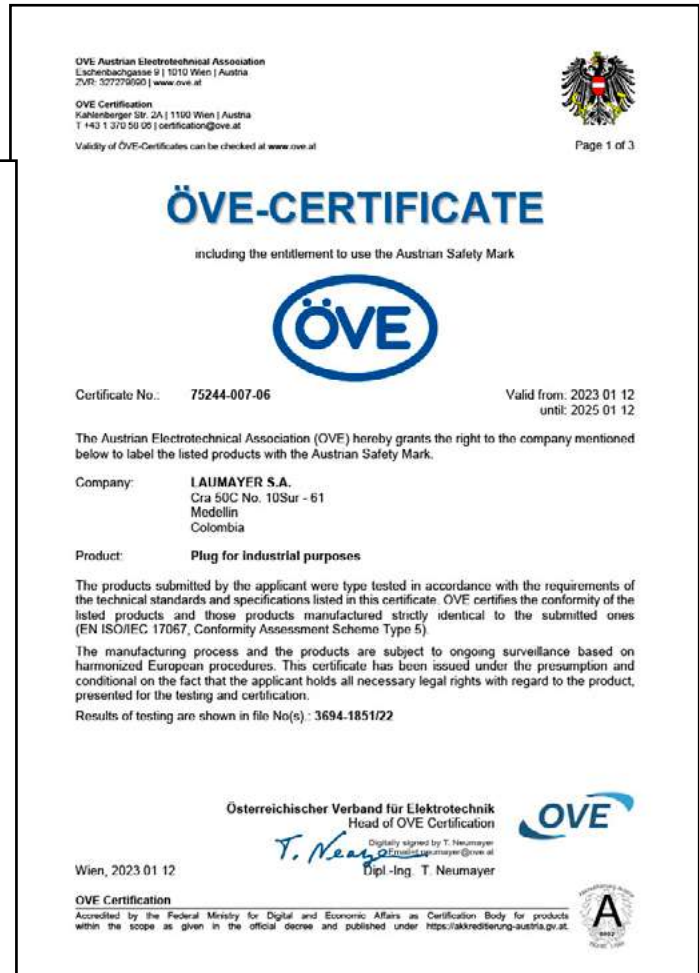 OVE Austrian Electrotechnical Association
Eschenbachgasse 9 | 1010 Wien | Austria
ZVR: 327279890 | www.ove.at
OVE Certification
Kahlenberger Str. 2A | 1190 Wien | Austria
T +43 1 370 58 06 | certification@ove.at
Validity of ÖVE-Certificates can be checked at www.ove.at
Page 1 of 3
ÖVE-CERTIFICATE
including the entitlement to use the Austrian Safety Mark
ÖVE
Certificate No.: 75244-007-06
Valid from: 2023 01 12
until: 2025 01 12
The Austrian Electrotechnical Association (OVE) hereby grants the right to the company mentioned
below to label the listed products with the Austrian Safety Mark.
Company: LAUMAYER S.A.
Cra 50C No. 10Sur - 61
Medellin
Colombia
Product: Plug for industrial purposes
The products submitted by the applicant were type tested in accordance with the requirements of
the technical standards and specifications listed in this certificate. OVE certifies the conformity of the
listed products and those products manufactured strictly identical to the submitted ones
(EN ISO/IEC 17067, Conformity Assessment Scheme Type 5).
The manufacturing process and the products are subject to ongoing surveillance based on
harmonized European procedures. This certificate has been issued under the presumption and
conditional on the fact that the applicant holds all necessary legal rights with regard to the product,
presented for the testing and certification.
Results of testing are shown in file No(s).: 3694-1851/22
Österreichischer Verband für Elektrotechnik
Head of OVE Certification
OVE
Digitally signed by T. Neumayer
Dipl.-Ing. T. Neumayer
Wien, 2023 01 12
OVE Certification
Accredited by the Federal Ministry for Digital and Economic Affairs as Certification Body for products
within the scope as given in the official decree and published under https://akkreditierung-austria.gv.at.
A